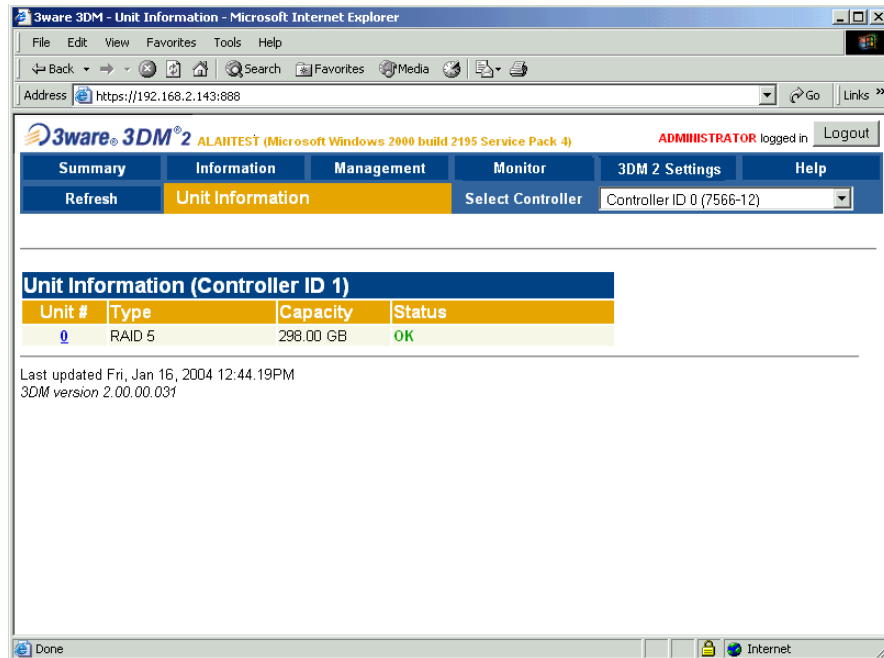 3ware 3DM - Unit Information - Microsoft Internet Explorer
File Edit View Favorites Tools Help
Back Search Favorites Media
Address https://192.168.2.143:888 Go Links »
3ware® 3DM®2 ALANTEST (Microsoft Windows 2000 build 2195 Service Pack 4) ADMINISTRATOR logged in Logout
Summary Information Management Monitor 3DM 2 Settings Help
Refresh Unit Information Select Controller Controller ID 0 (7566-12)
Unit Information (Controller ID 1)
Unit # Type Capacity Status
0 RAID 5 298.00 GB OK
Last updated Fri, Jan 16, 2004 12:44.19PM
3DM version 2.00.00.031
Done Internet